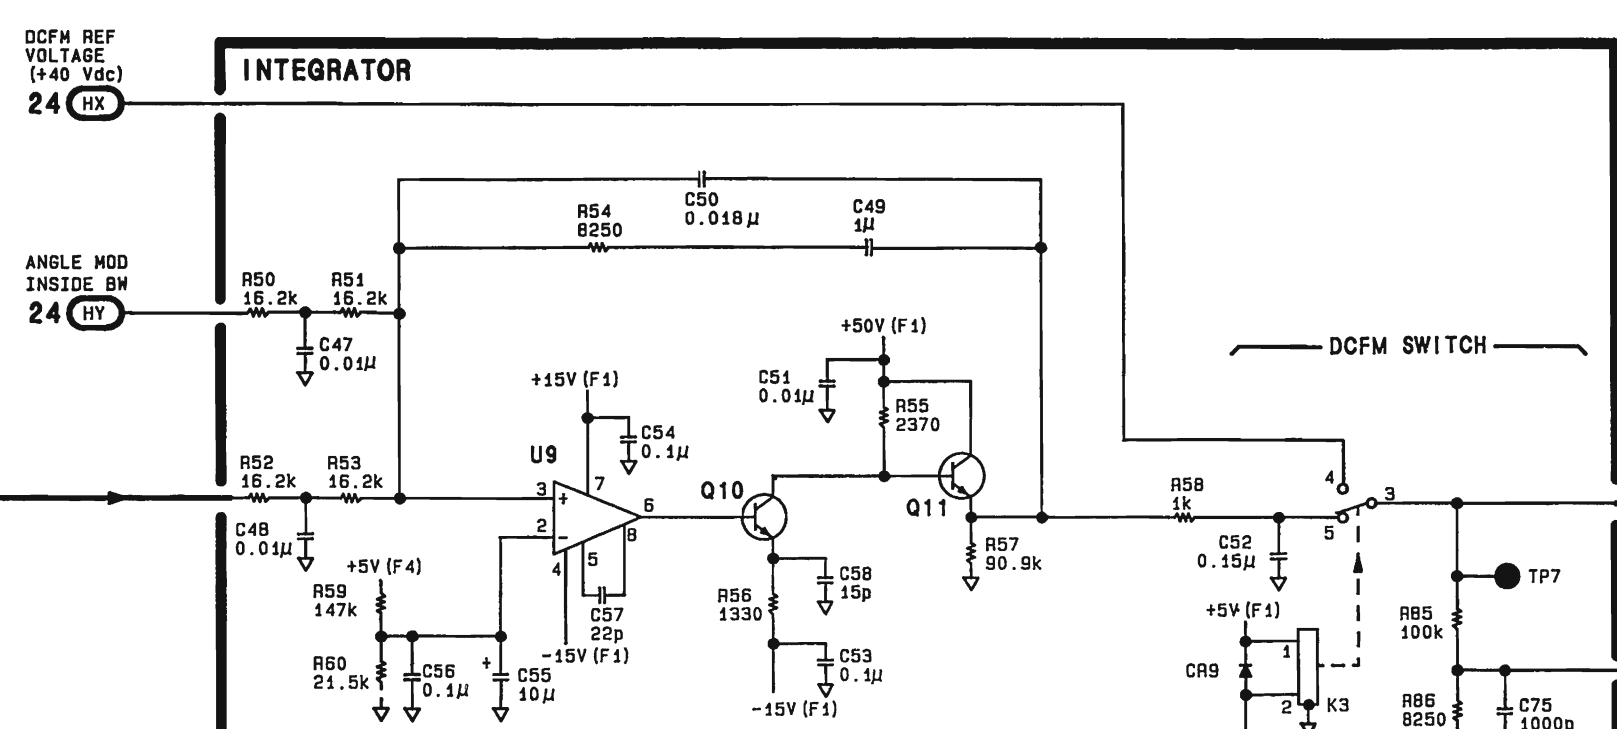 DCFM REF
VOLTAGE
(+40 Vdc)
24 HX
INTEGRATOR
C50
0.018µ
R54
8250
C49
1µ
ANGLE MOD
INSIDE BW
24 HY
R50
16.2k
R51
16.2k
C47
0.01µ
+50V(F1)
DCFM SWITCH
+15V(F1)
C51
0.01µ
R55
2370
C54
0.1µ
U9
R52
16.2k
R53
16.2k
C48
0.01µ
3
+
7
2
-
6
8
5
4
Q10
Q11
R58
1k
4
3
5
C52
0.15µ
R57
90.9k
+5V(F4)
R59
147k
C57
22p
-15V(F1)
R56
1330
C58
15p
TP7
+5V(F1)
R85
100k
R60
21.5k
C56
0.1µ
+
C55
10µ
C53
0.1µ
-15V(F1)
CR9
1
2
K3
R86
8250
C75
1000p